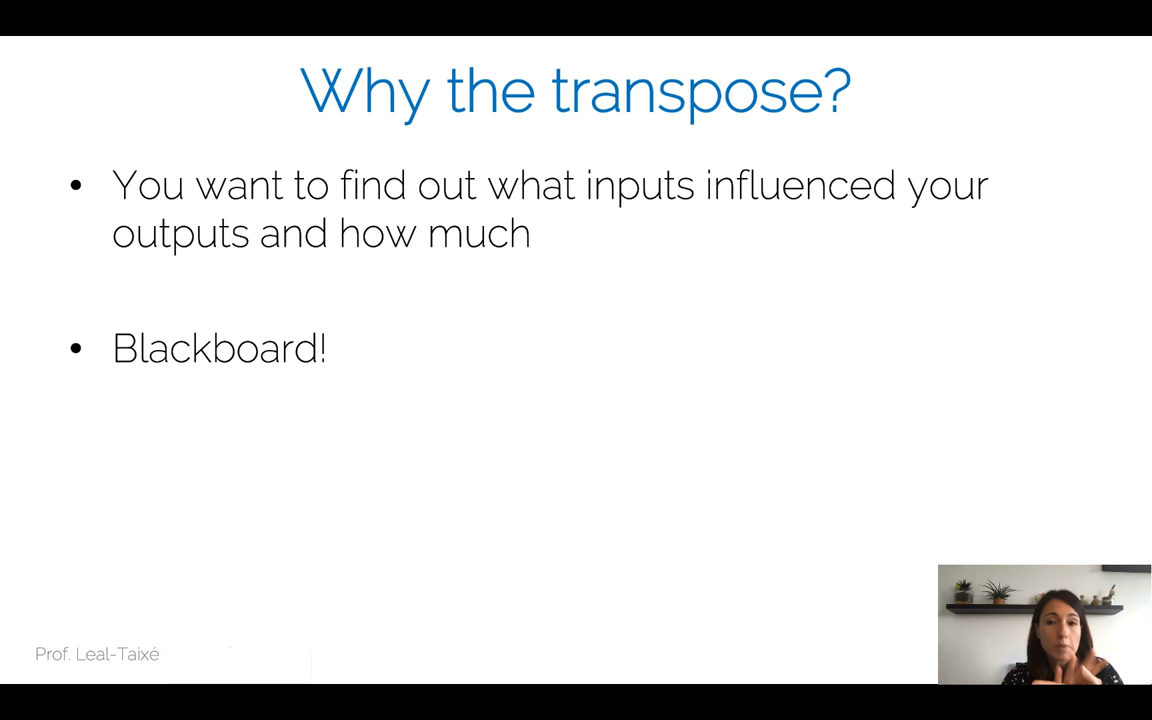 Why the transpose?
• You want to find out what inputs influenced your
outputs and how much
• Blackboard!
Prof. Leal-Taixé